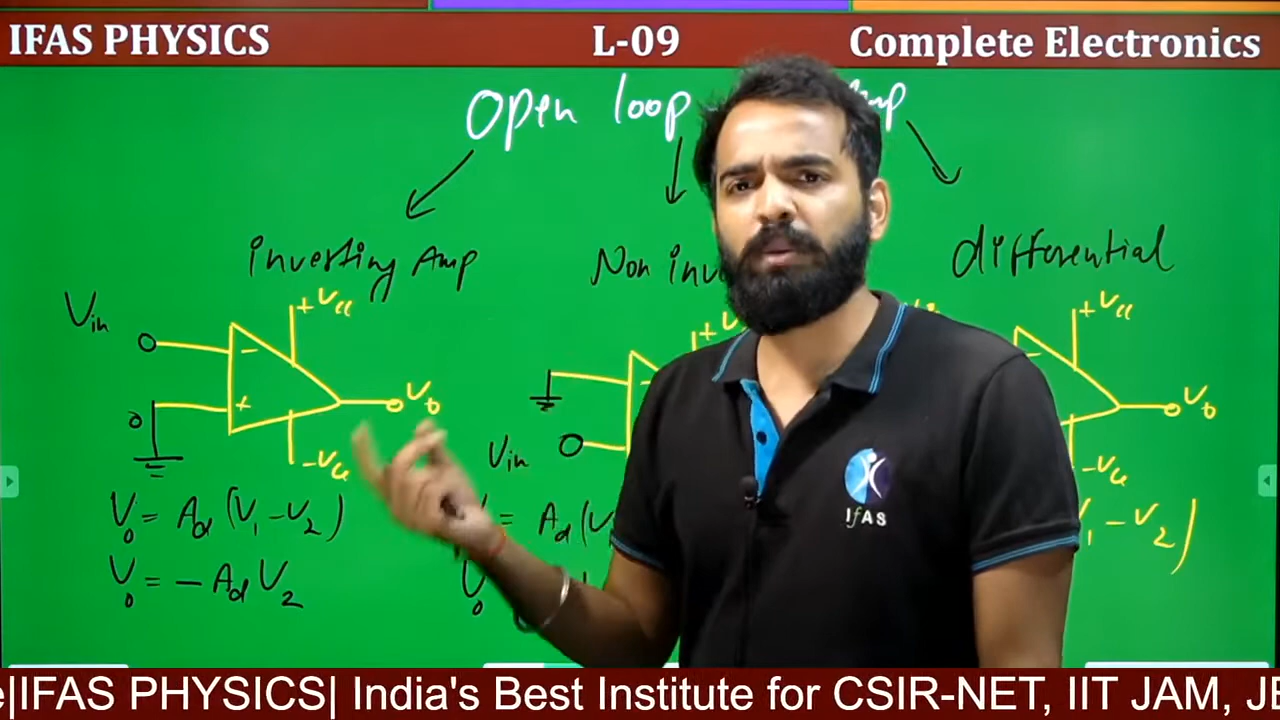 IFAS PHYSICS L-09 Complete Electronics
Open loop
inverting Amp
Non inv
differential
Vin
+Vcc
-
+
0
Vo
-Vcc
Vin
+V
+Vcc
Vo
-Vcc
Vo = Ad (V1 - V2)
Vo = - Ad V2
= Ad (V
Vo
1 - V2)
IfAS
e|IFAS PHYSICS| India's Best Institute for CSIR-NET, IIT JAM, JE